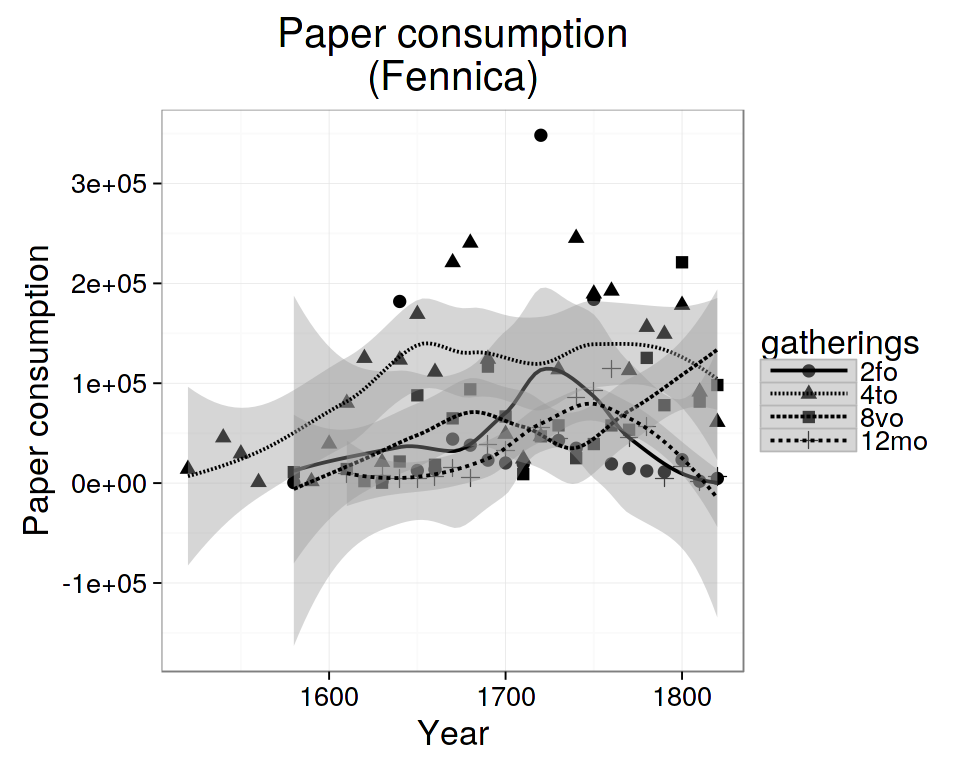 Paper consumption
(Fennica)
Paper consumption
3e+05
2e+05
1e+05
0e+00
-1e+05
1600 1700 1800
Year
gatherings
2fo
4to
8vo
12mo